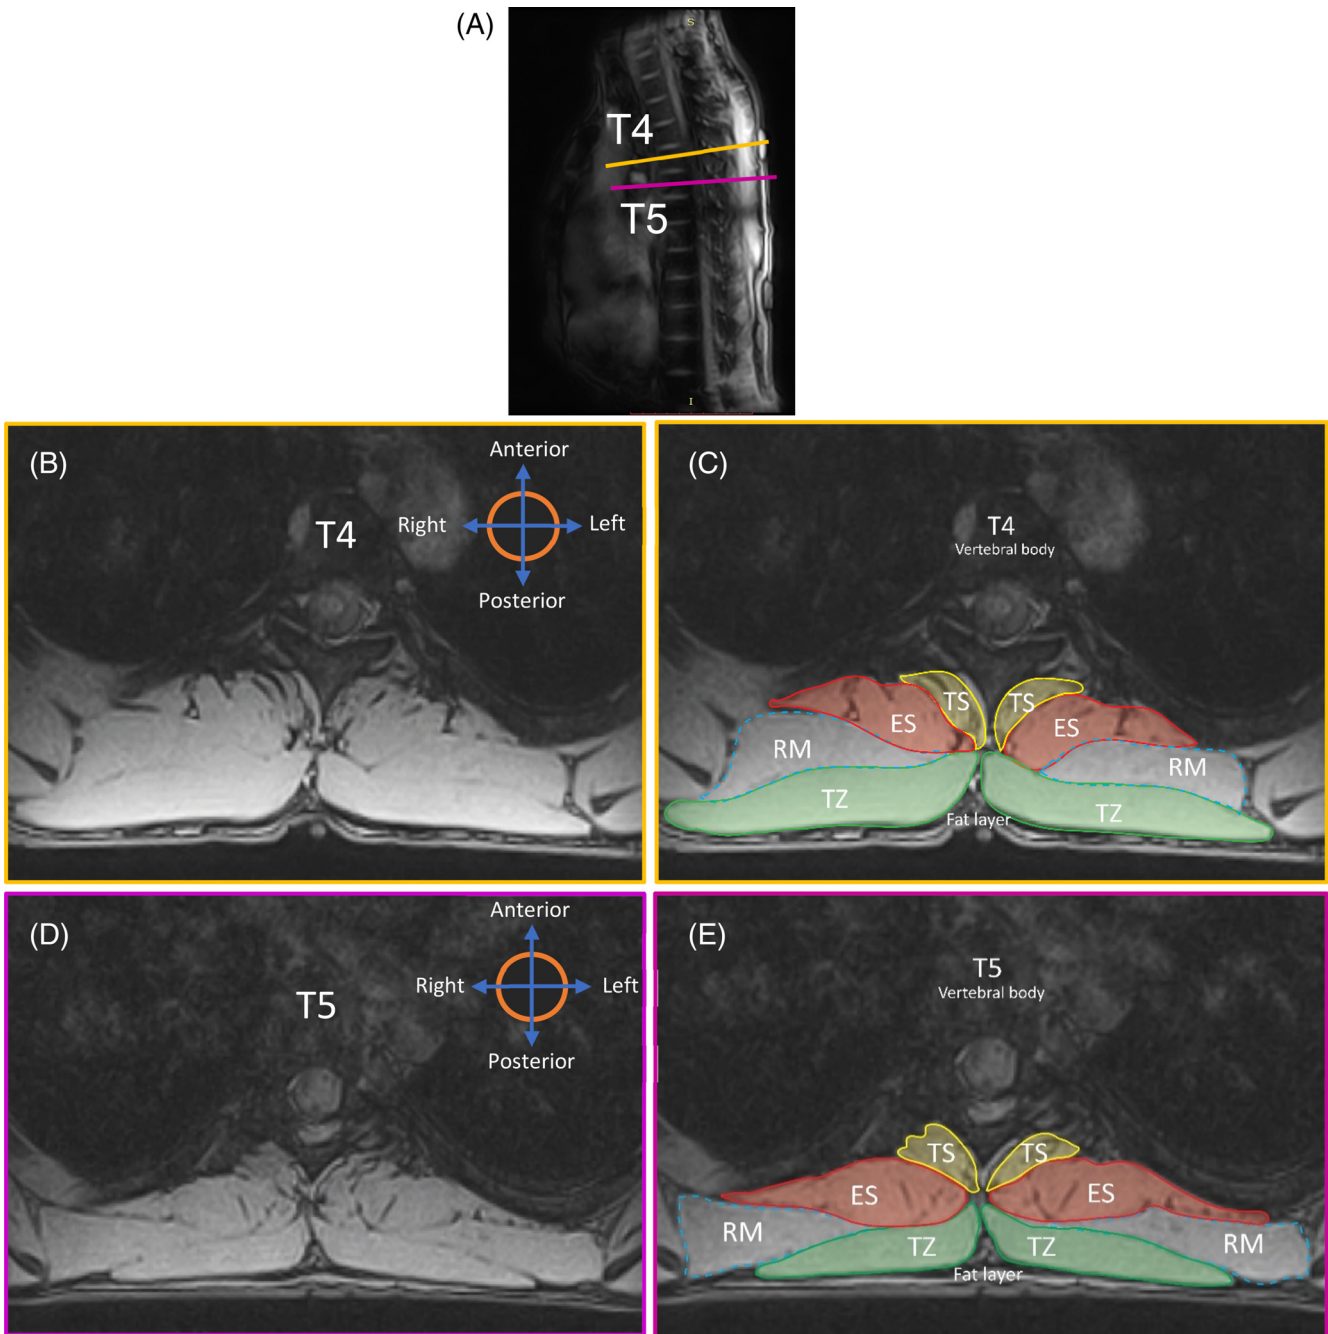 (A)
S
T4
T5
I
(B)
Anterior
Right
Left
T4
Posterior
(C)
T4
Vertebral body
TS
TS
ES
ES
RM
RM
TZ
TZ
Fat layer
(D)
Anterior
Right
Left
T5
Posterior
(E)
T5
Vertebral body
TS
TS
ES
ES
RM
RM
TZ
TZ
Fat layer